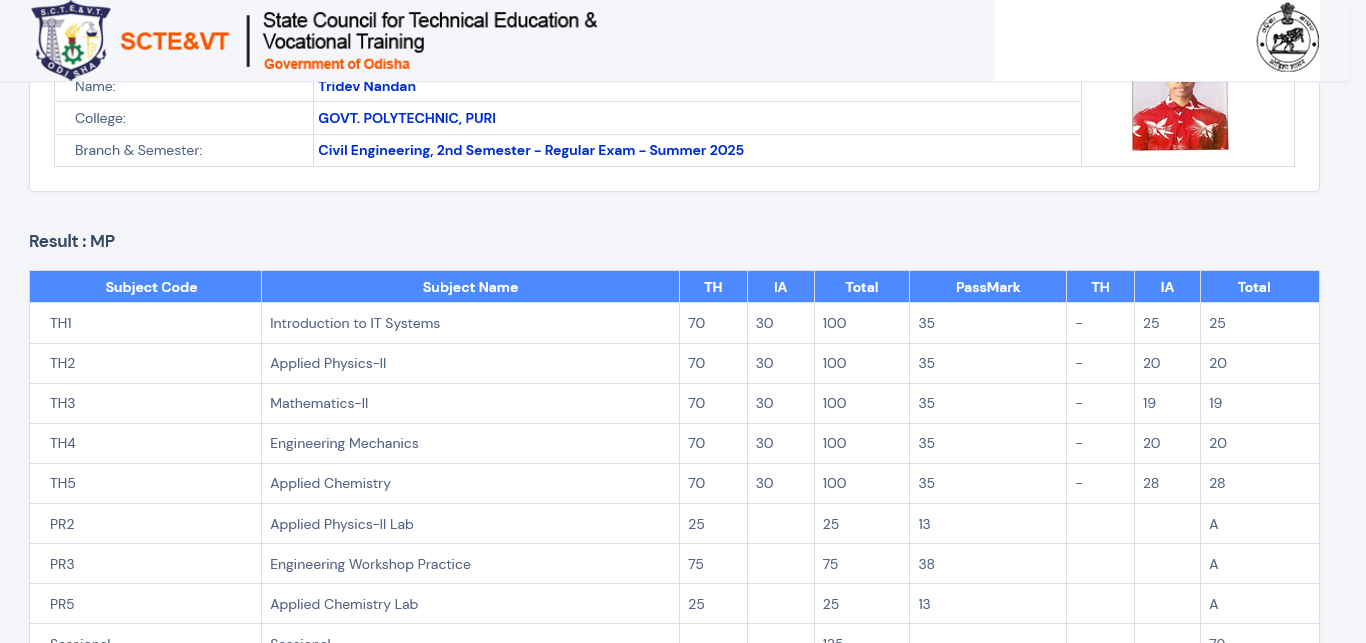 S.C.T.E.&V.T.
ODISHA
SCTE&VT
State Council for Technical Education &
Vocational Training
Government of Odisha
Name: Tridev Nandan
College: GOVT. POLYTECHNIC, PURI
Branch & Semester: Civil Engineering, 2nd Semester - Regular Exam - Summer 2025
Result : MP
Subject Code Subject Name TH IA Total PassMark TH IA Total
TH1 Introduction to IT Systems 70 30 100 35 - 25 25
TH2 Applied Physics-II 70 30 100 35 - 20 20
TH3 Mathematics-II 70 30 100 35 - 19 19
TH4 Engineering Mechanics 70 30 100 35 - 20 20
TH5 Applied Chemistry 70 30 100 35 - 28 28
PR2 Applied Physics-II Lab 25 25 13 A
PR3 Engineering Workshop Practice 75 75 38 A
PR5 Applied Chemistry Lab 25 25 13 A
Sessional Sessional 125